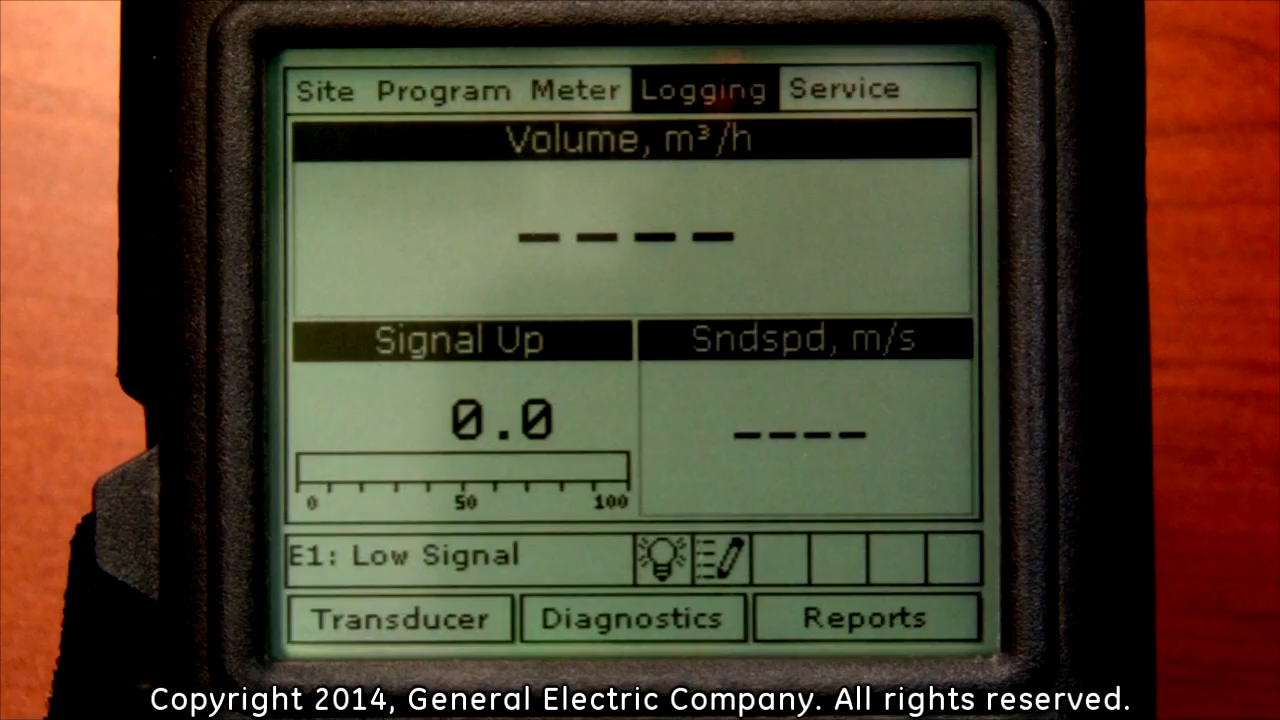 Site Program Meter Logging Service
Volume, m³/h
----
Signal Up
Sndspd, m/s
0.0
----
0 50 100
E1: Low Signal
Transducer Diagnostics Reports
Copyright 2014, General Electric Company. All rights reserved.